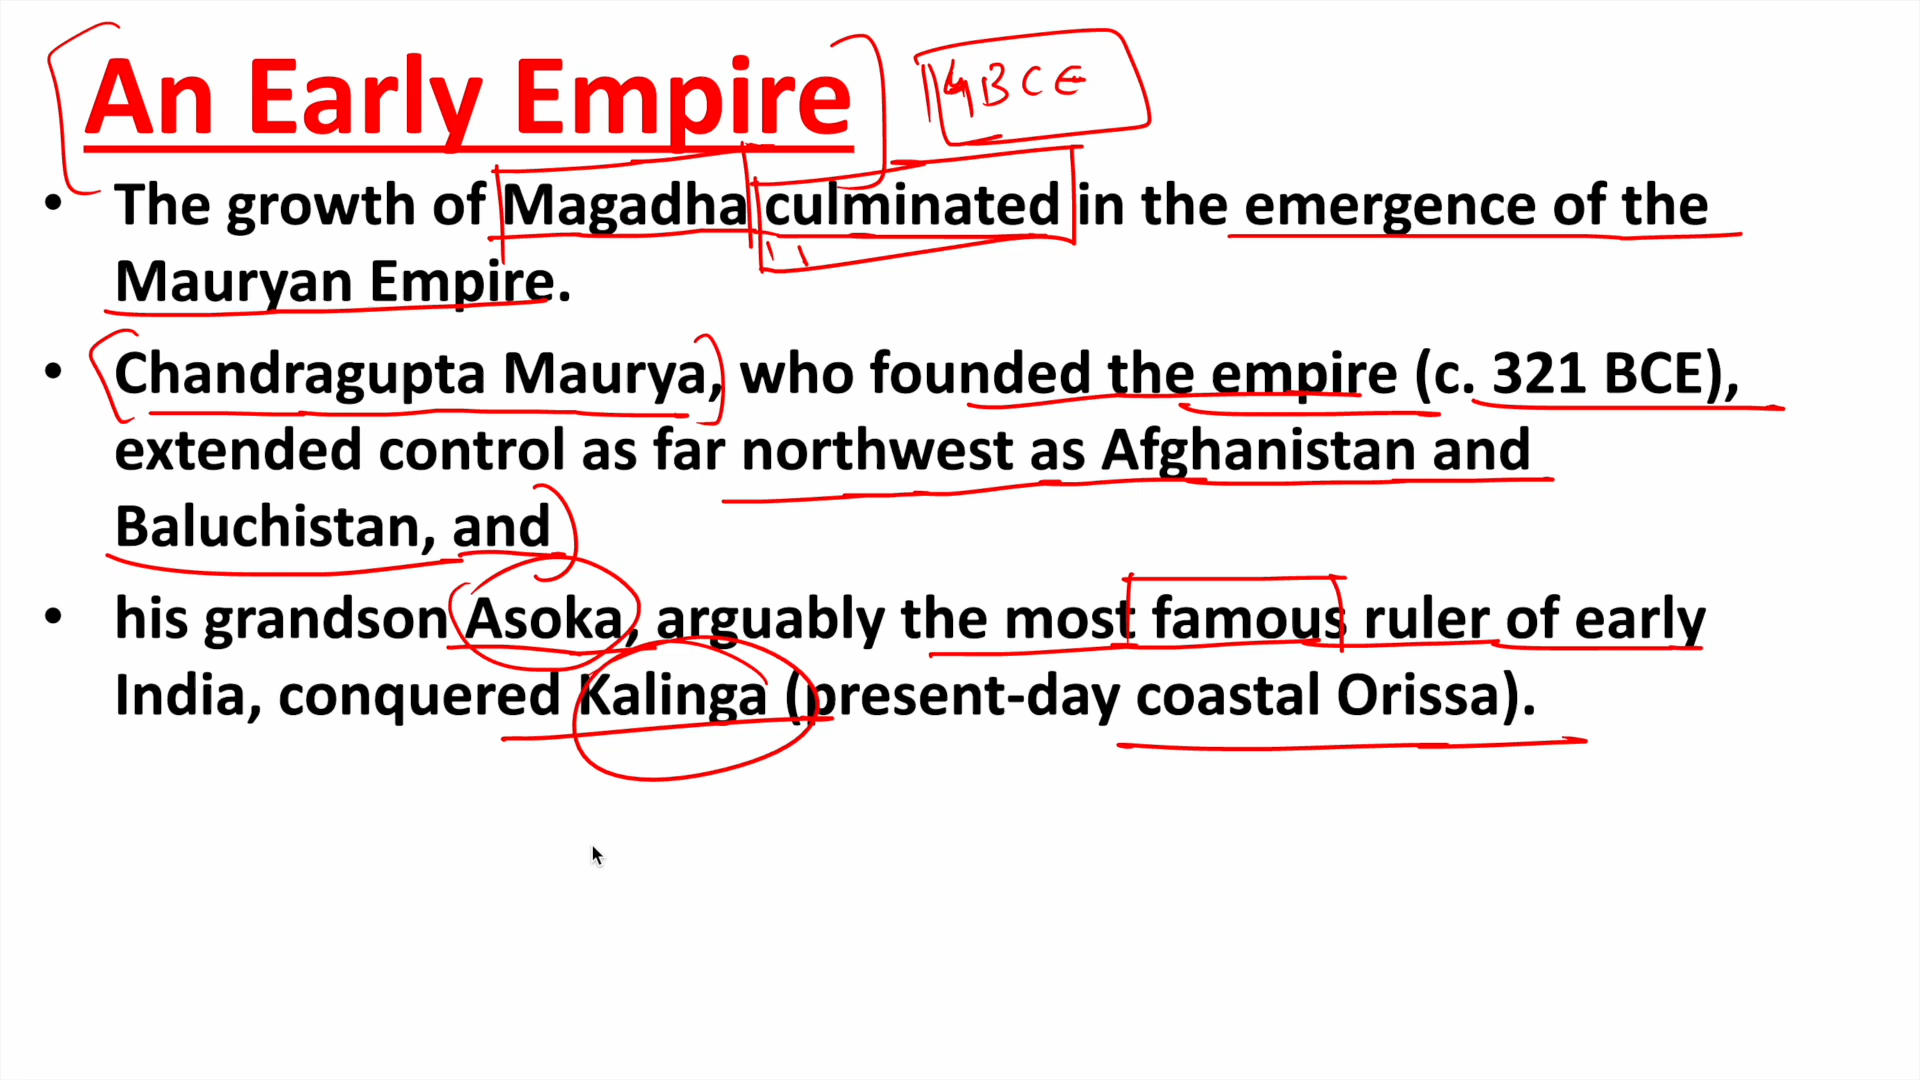 An Early Empire
4 BCE
• The growth of Magadha culminated in the emergence of the
Mauryan Empire.
• Chandragupta Maurya, who founded the empire (c. 321 BCE),
extended control as far northwest as Afghanistan and
Baluchistan, and
• his grandson Asoka, arguably the most famous ruler of early
India, conquered Kalinga (present-day coastal Orissa).